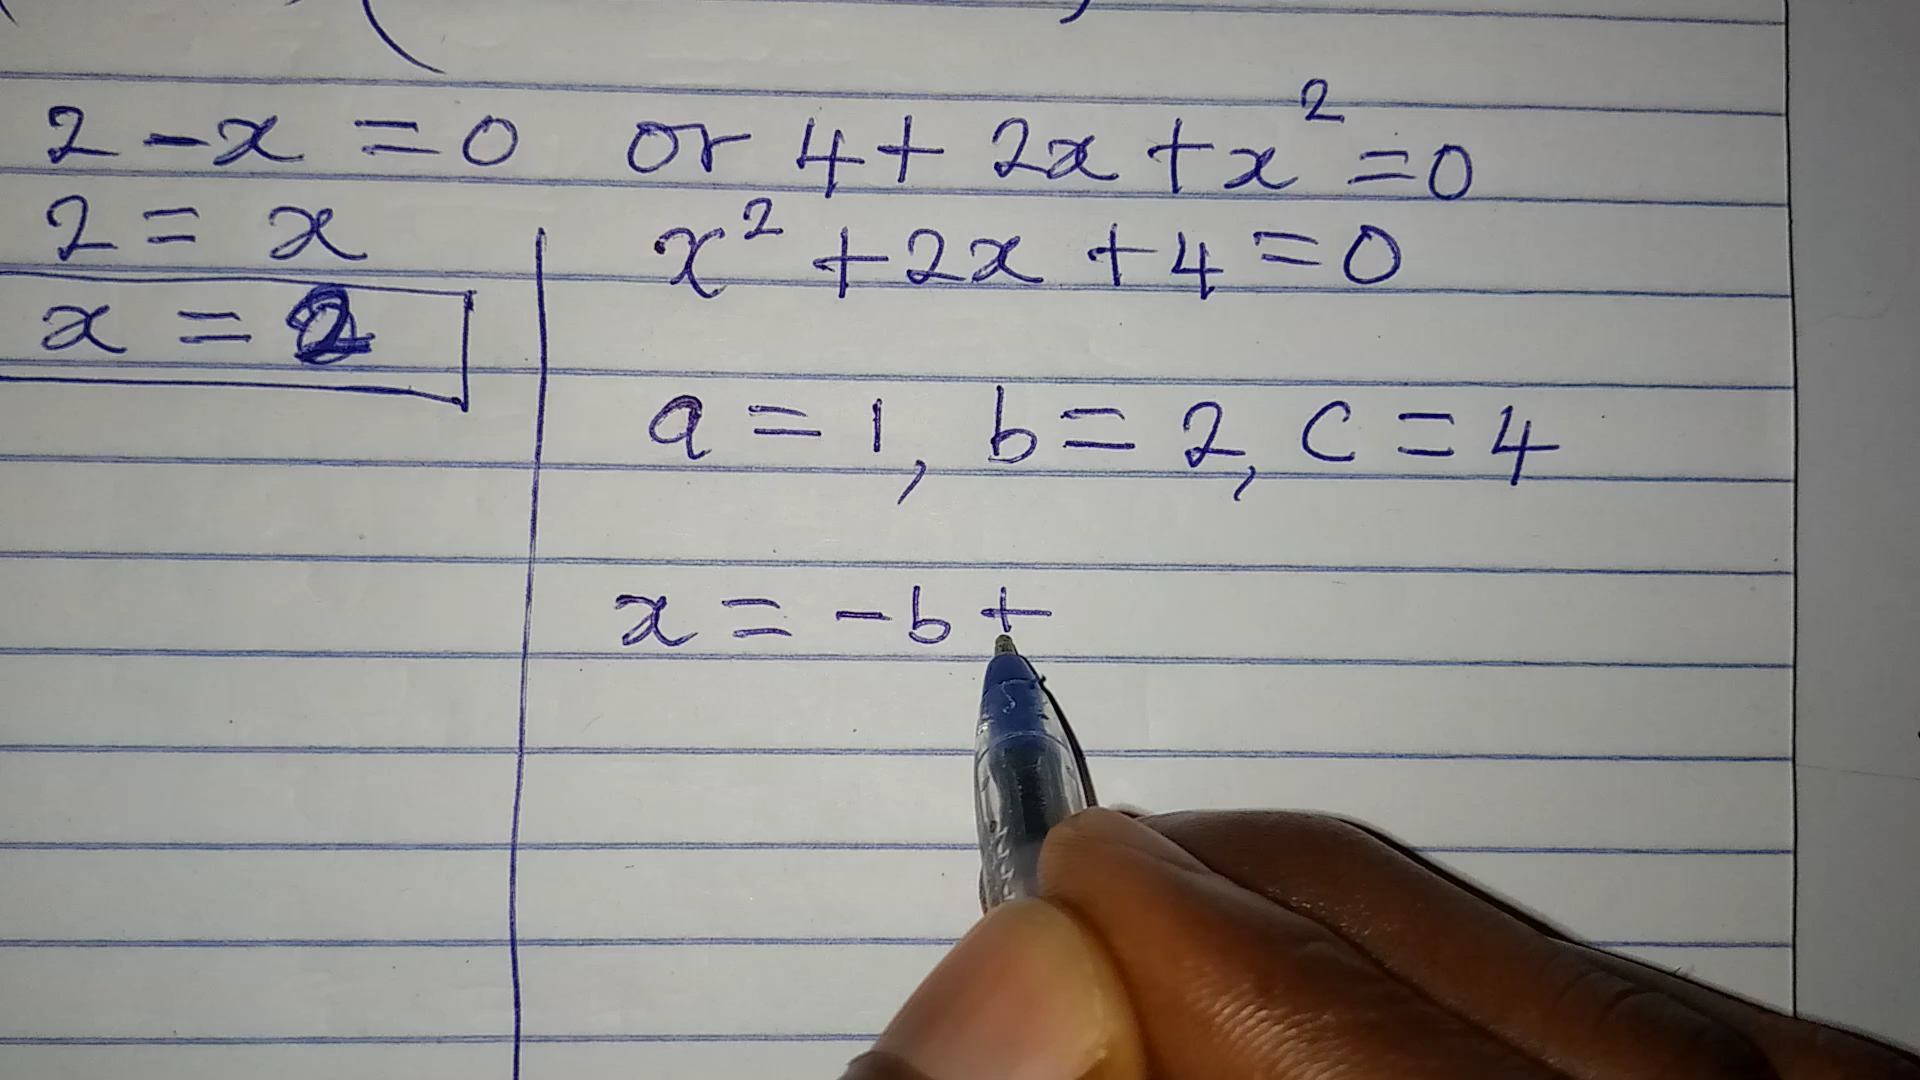 2 - x = 0 or 4 + 2x + x² = 0
2 = x
x = 2
x² + 2x + 4 = 0
a = 1, b = 2, c = 4
x = -b +